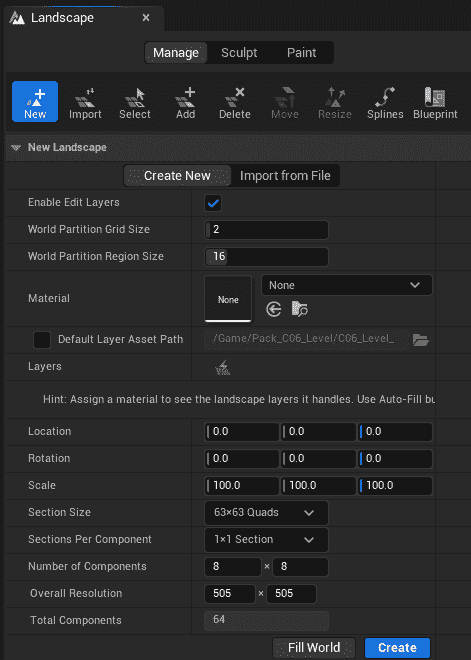 Landscape ×
Manage Sculpt Paint
New Import Select Add Delete Move Resize Splines Blueprint
New Landscape
Create New Import from File
Enable Edit Layers
World Partition Grid Size 2
World Partition Region Size 16
None
Material None
Default Layer Asset Path /Game/Pack_C06_Level/C06_Level_
Layers
Hint: Assign a material to see the landscape layers it handles. Use Auto-Fill bu
Location 0.0 0.0 0.0
Rotation 0.0 0.0 0.0
Scale 100.0 100.0 100.0
Section Size 63×63 Quads
Sections Per Component 1×1 Section
Number of Components 8 × 8
Overall Resolution 505 × 505
Total Components 64
Fill World Create